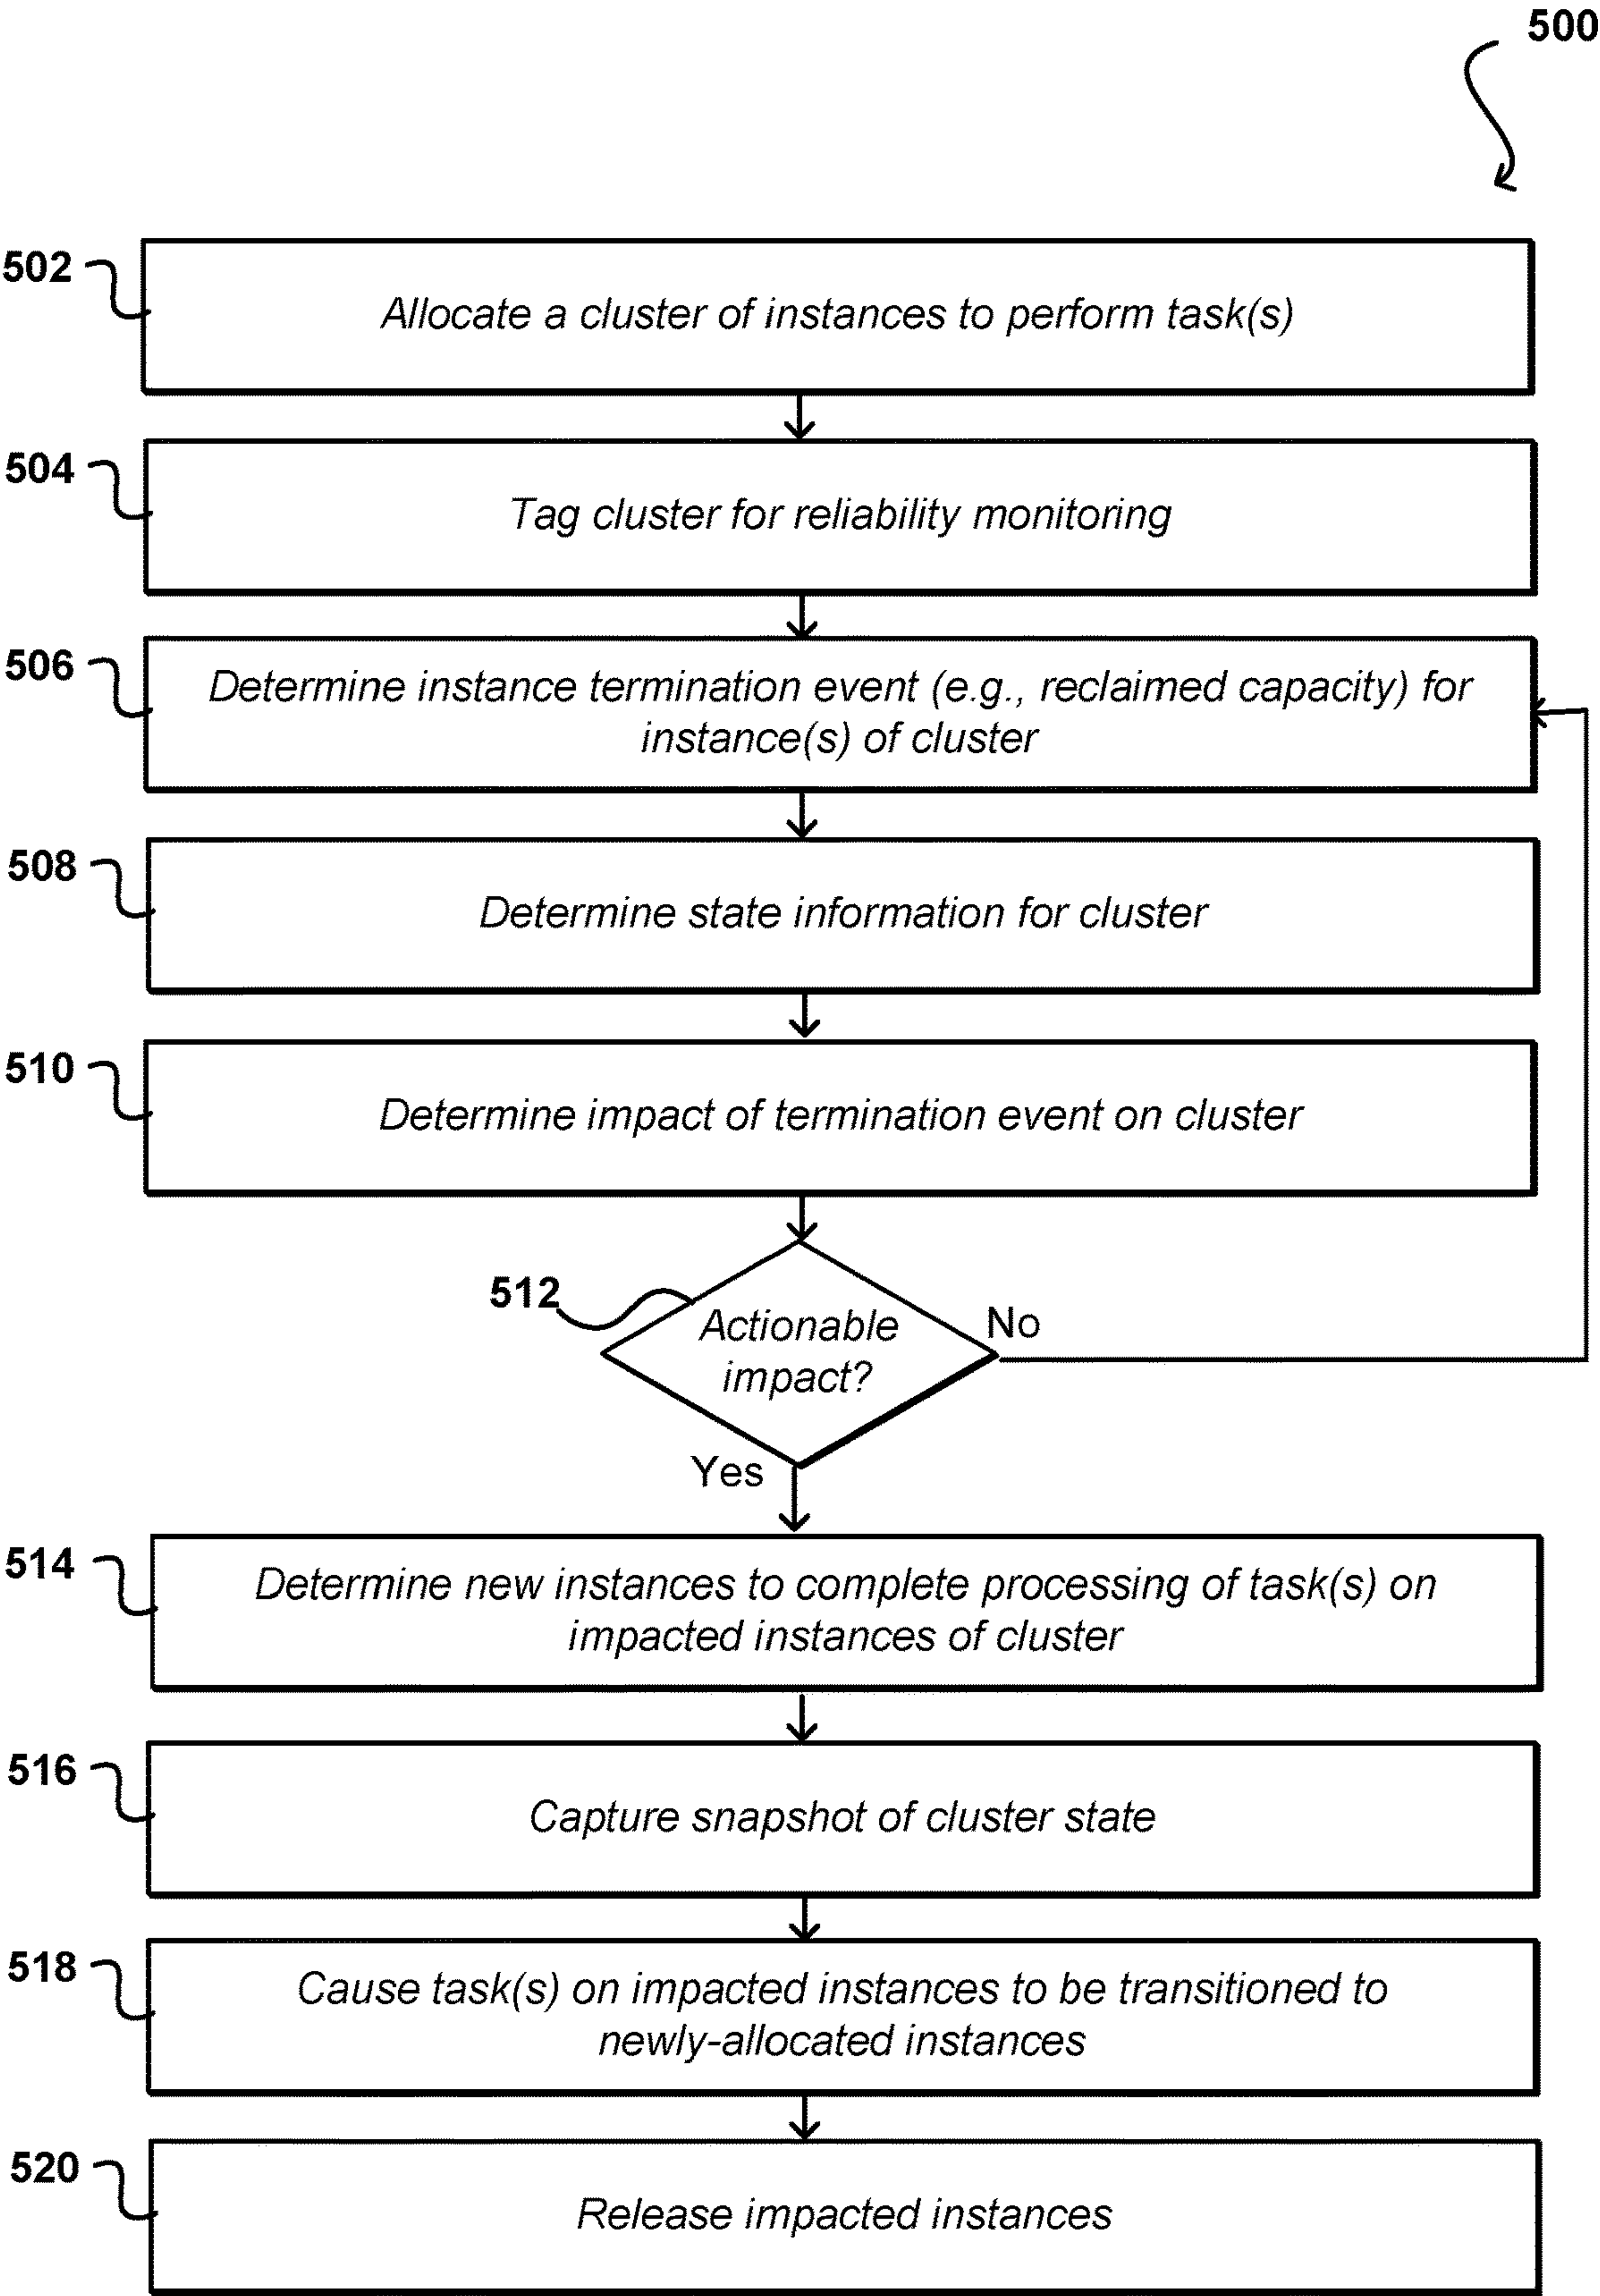 500
502
Allocate a cluster of instances to perform task(s)
504
Tag cluster for reliability monitoring
506
Determine instance termination event (e.g., reclaimed capacity) for
instance(s) of cluster
508
Determine state information for cluster
510
Determine impact of termination event on cluster
512
Actionable
impact?
No
Yes
514
Determine new instances to complete processing of task(s) on
impacted instances of cluster
516
Capture snapshot of cluster state
518
Cause task(s) on impacted instances to be transitioned to
newly-allocated instances
520
Release impacted instances